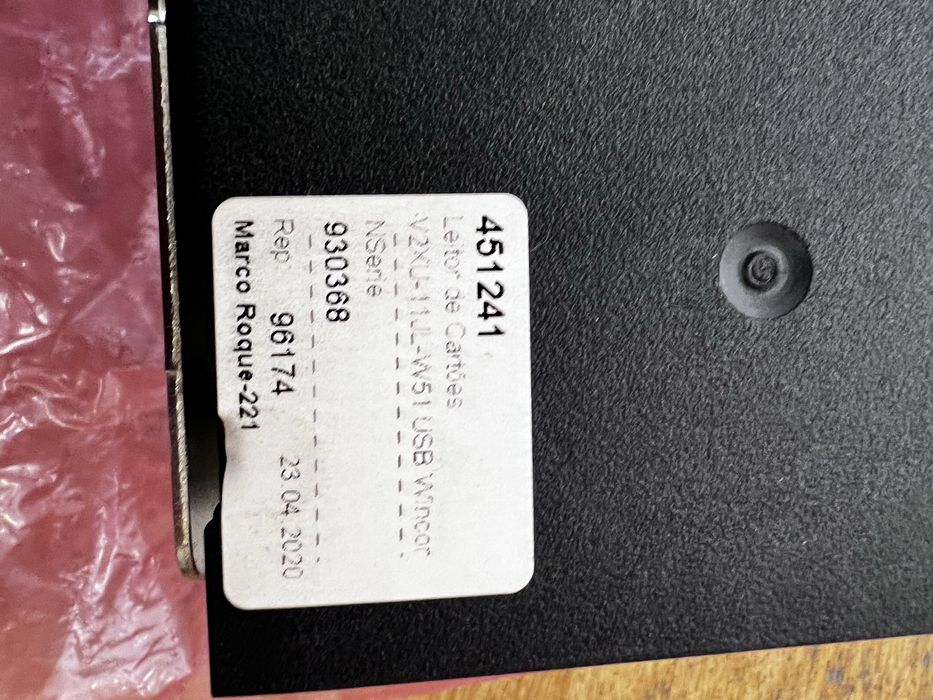 451241
Leitor de Cartões
V2XU-11JL-W51 USB Wincor
NSerie
930368
Rep. 96174 23.04.2020
Marco Roque-221